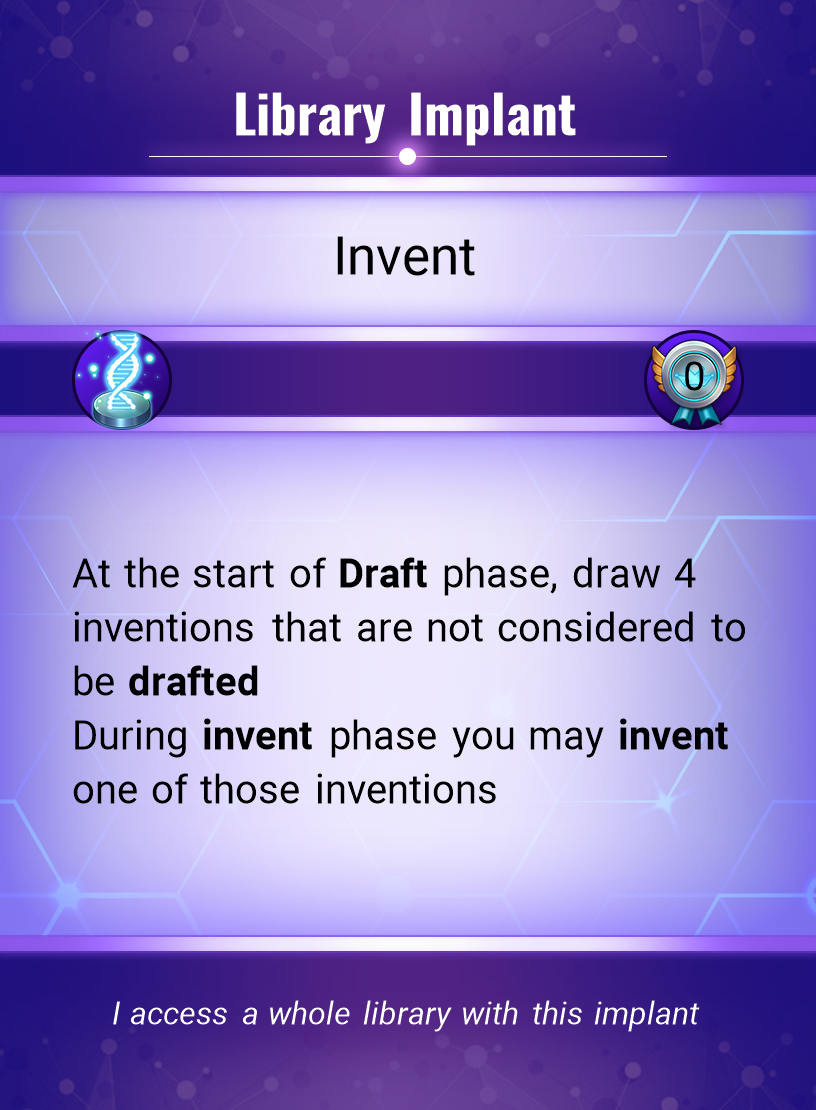 Library Implant
Invent
0
At the start of Draft phase, draw 4
inventions that are not considered to
be drafted
During invent phase you may invent
one of those inventions
I access a whole library with this implant